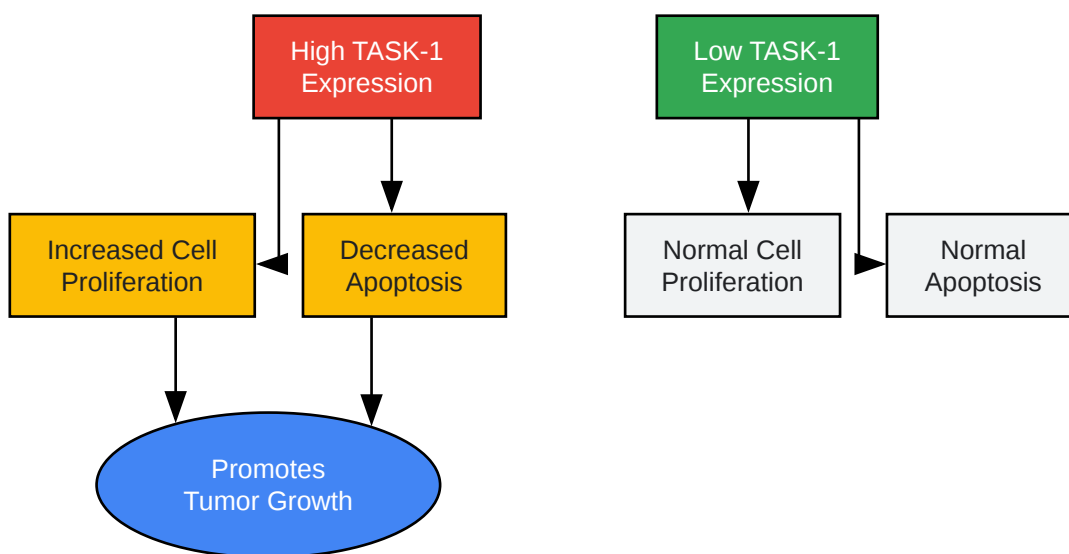 High TASK-1
Expression
Low TASK-1
Expression
Increased Cell
Proliferation
Decreased
Apoptosis
Normal Cell
Proliferation
Normal
Apoptosis
Promotes
Tumor Growth